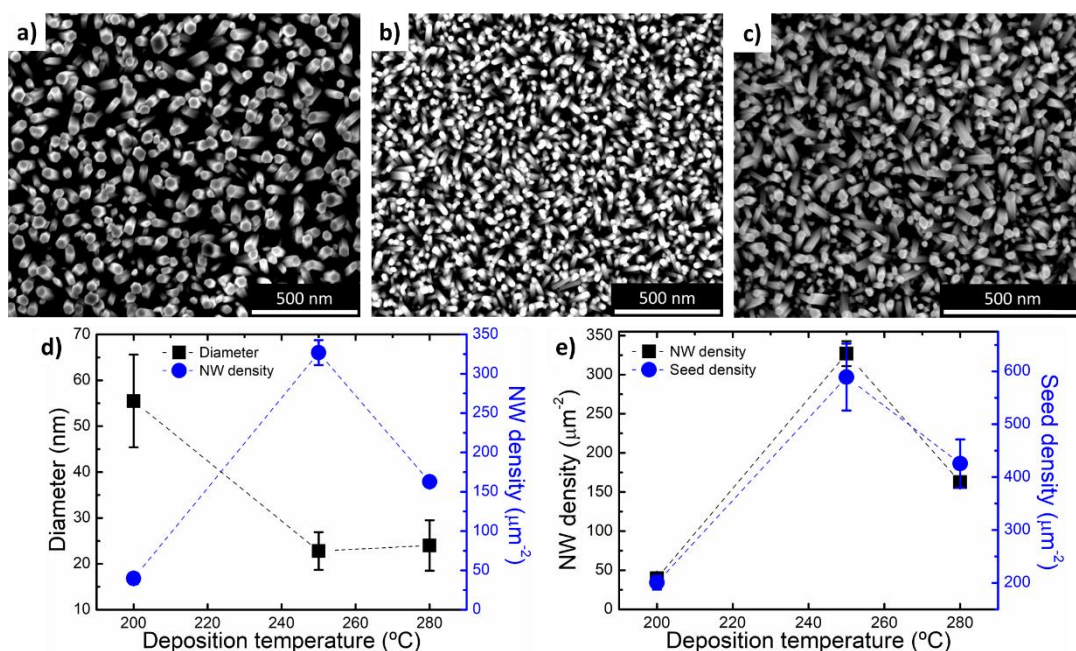 a)
500 nm
b)
500 nm
c)
500 nm
d)
70
60
50
40
30
20
10
Diameter (nm)
Diameter
NW density
350
300
250
200
150
100
50
0
NW density (μm⁻²)
200 220 240 260 280
Deposition temperature (ºC)
e)
350
300
250
200
150
100
50
0
NW density (μm⁻²)
NW density
Seed density
600
500
400
300
200
Seed density (μm⁻²)
200 220 240 260 280
Deposition temperature (ºC)